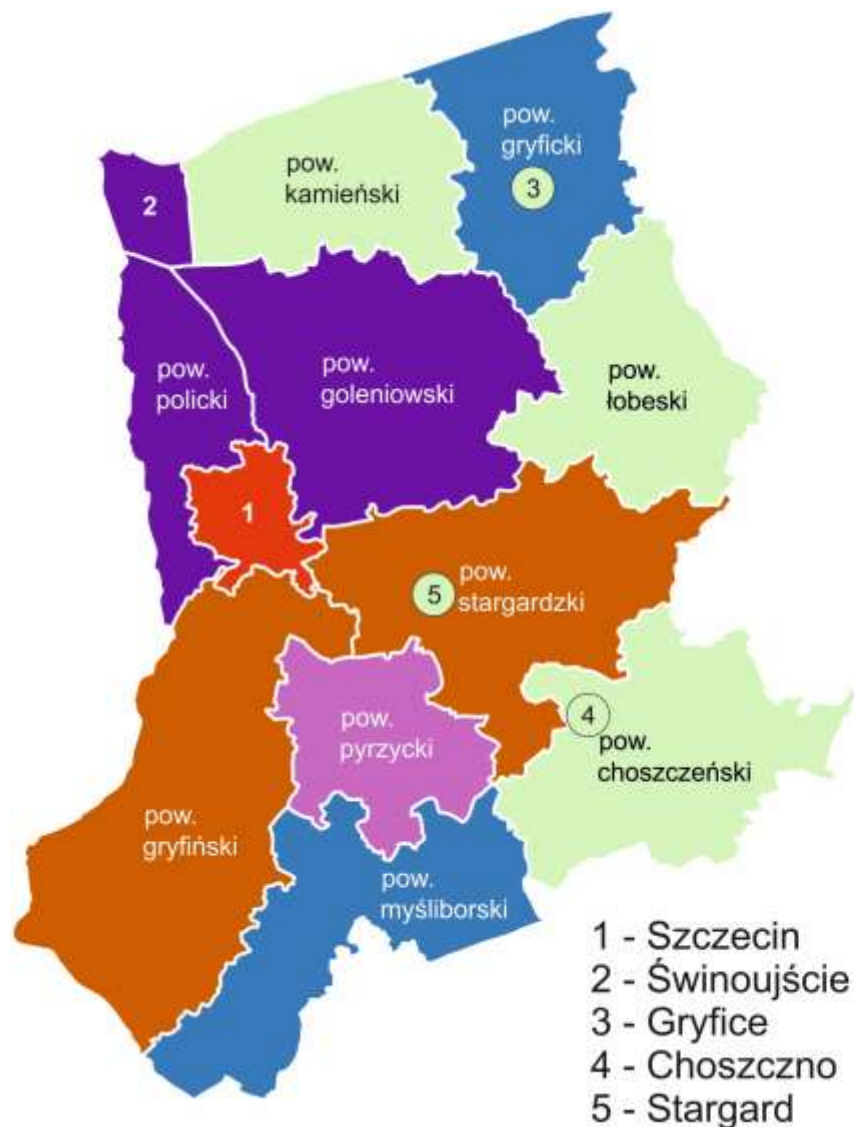 pow.
gryficki
3
pow.
kamieński
2
pow.
policki
pow.
goleniowski
pow.
łobeski
1
pow.
stargardzki
5
4
pow.
choszczeński
pow.
pyrzycki
pow.
gryfiński
pow.
myśliborski
1 - Szczecin
2 - Świnoujście
3 - Gryfice
4 - Choszczno
5 - Stargard